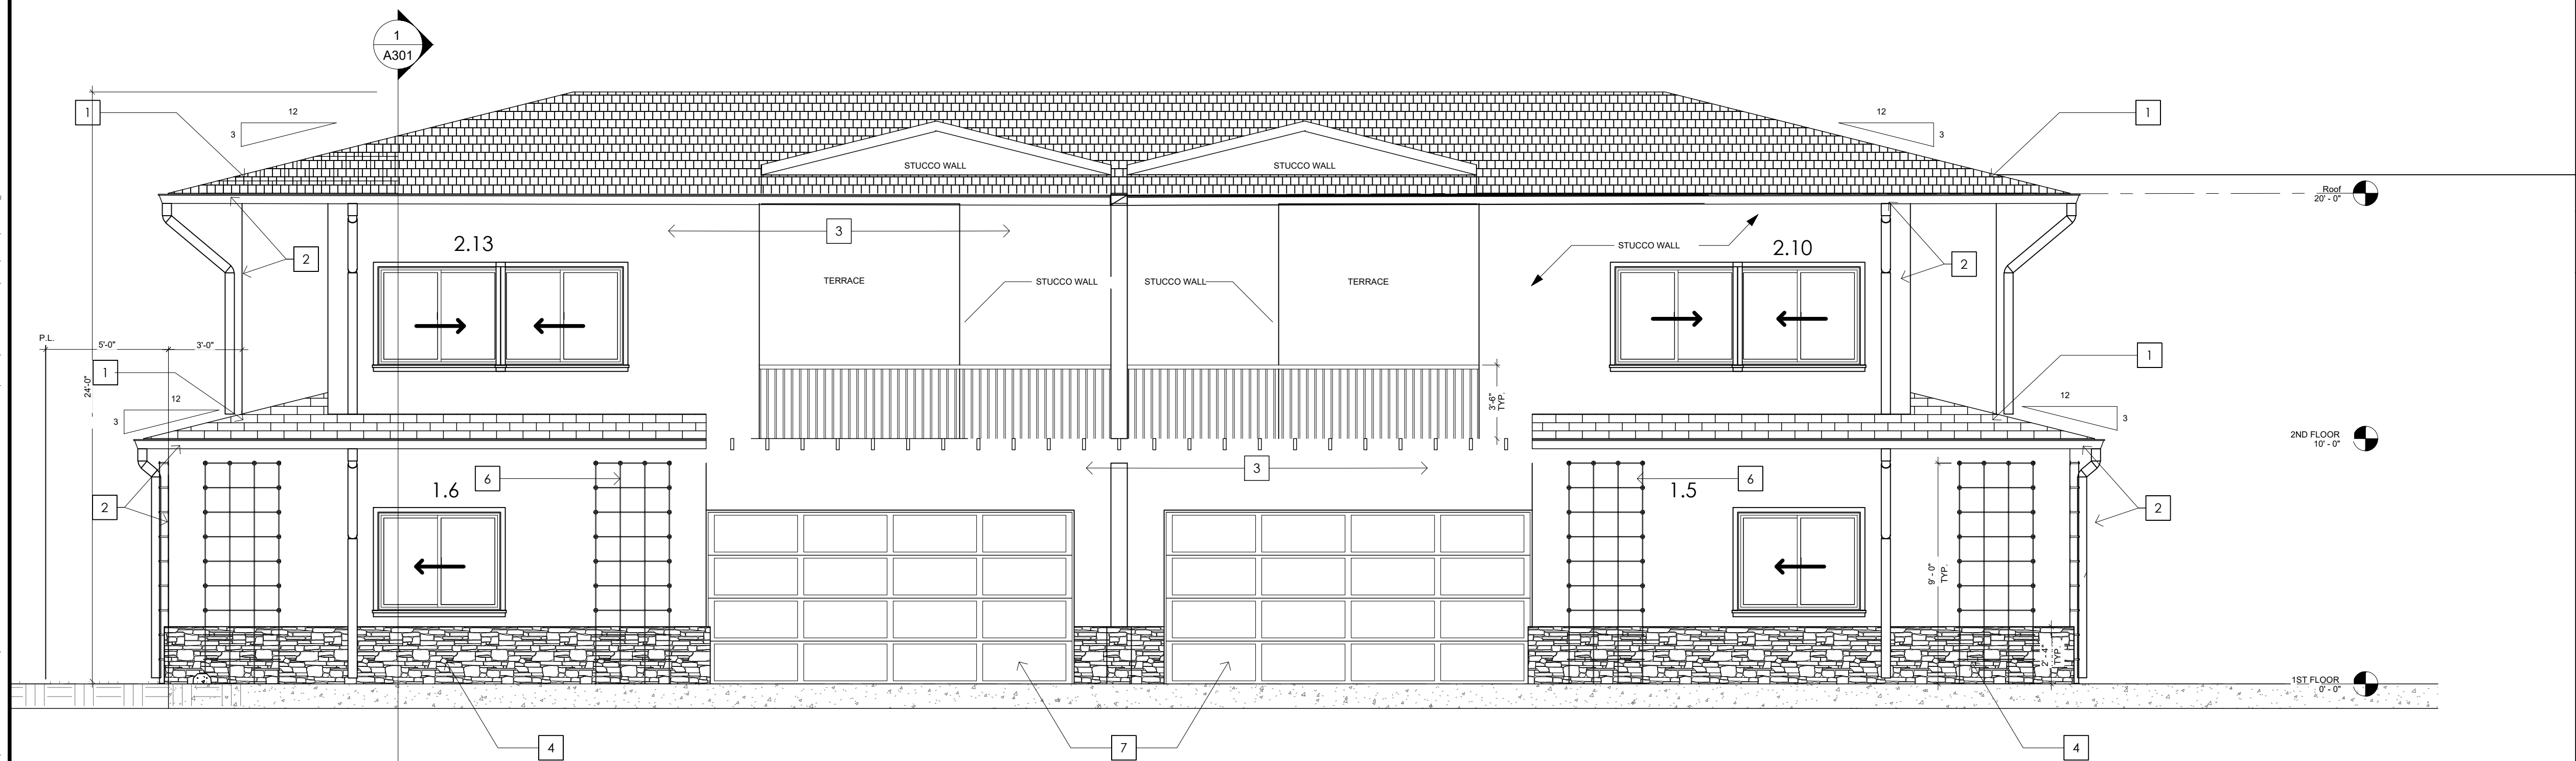 1
A301
1
12
3
12
3
1
STUCCO WALL
STUCCO WALL
Roof
20' - 0"
3
2.13
2
STUCCO WALL
2.10
2
TERRACE
STUCCO WALL
STUCCO WALL
TERRACE
P.L.
5'-0"
3'-0"
24'-0"
1
1
12
3
3'-6"
TYP.
12
3
2ND FLOOR
10' - 0"
3
1.6
6
1.5
6
2
2
9' - 0"
TYP.
2' - 4"
TYP.
1ST FLOOR
0' - 0"
4
7
4